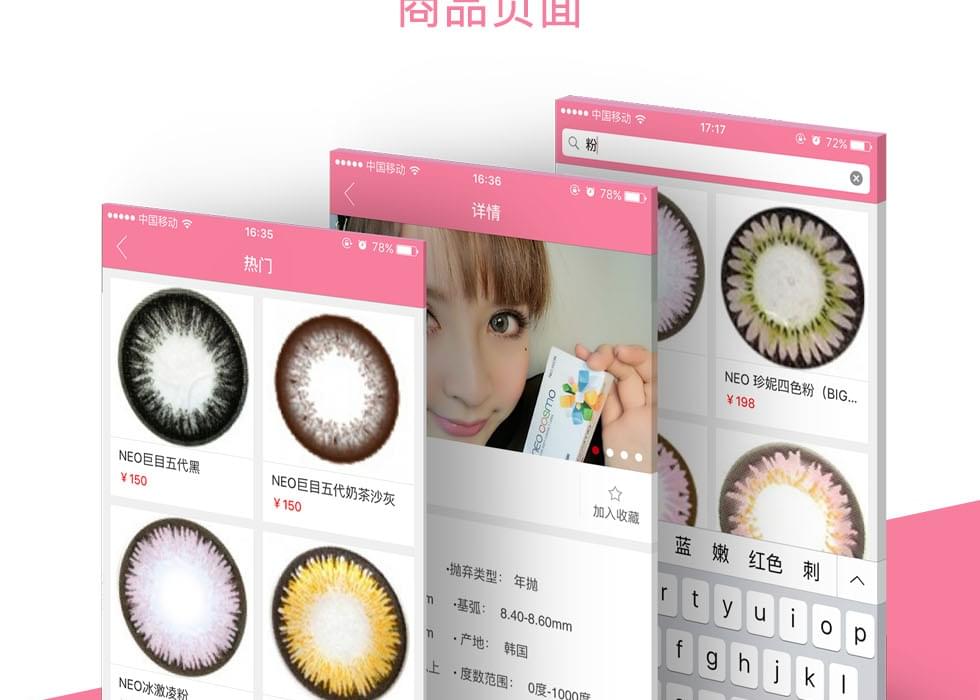 商品页面
中国移动 16:35 78%
热门
NEO巨目五代黑
¥150
NEO巨目五代奶茶沙灰
¥150
NEO冰激凌粉
中国移动 16:36 78%
详情
NEO COSMO
加入收藏
•抛弃类型： 年抛
m •基弧： 8.40-8.60mm
m •产地： 韩国
上 •度数范围： 0度-1000度
中国移动 17:17 72%
粉
NEO 珍妮四色粉（BIG...
¥198
蓝 嫩 红色 刺
r t y u i o p
f g h j k l